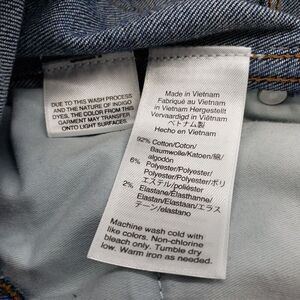 DUE TO THIS WASH PROCESS
AND THE NATURE OF INDIGO
DYES, THE COLOR FROM THIS
GARMENT MAY TRANSFER
ONTO LIGHT SURFACES.
Made in Vietnam
Fabriqué au Vietnam
In Vietnam Hergestellt
Vervaardigd in Vietnam
ベトナム製
Hecho en Vietnam
92% Cotton/Coton/
Baumwolle/Katoen/綿/
algodón
6% Polyester/Polyester/
Polyester/Polyester/ポリ
エステル/poliéster
2% Elastane/Élasthanne/
Elastan/Elastaan/エラス
テーン/elastano
Machine wash cold with
like colors. Non-chlorine
bleach only. Tumble dry
low. Warm iron as needed.